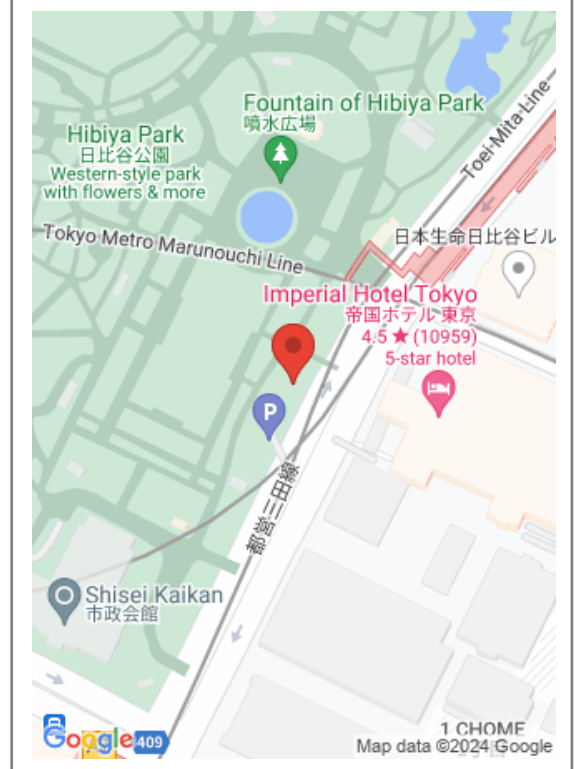 Fountain of Hibiya Park
噴水広場
Hibiya Park
日比谷公園
Western-style park
with flowers & more
Toei-Mita-Line
Tokyo Metro Marunouchi Line
日本生命日比谷ビル
Imperial Hotel Tokyo
帝国ホテル 東京
4.5 ★ (10959)
5-star hotel
P
都営三田線
Shisei Kaikan
市政会館
Google
409
1 CHOME
Map data ©2024 Google